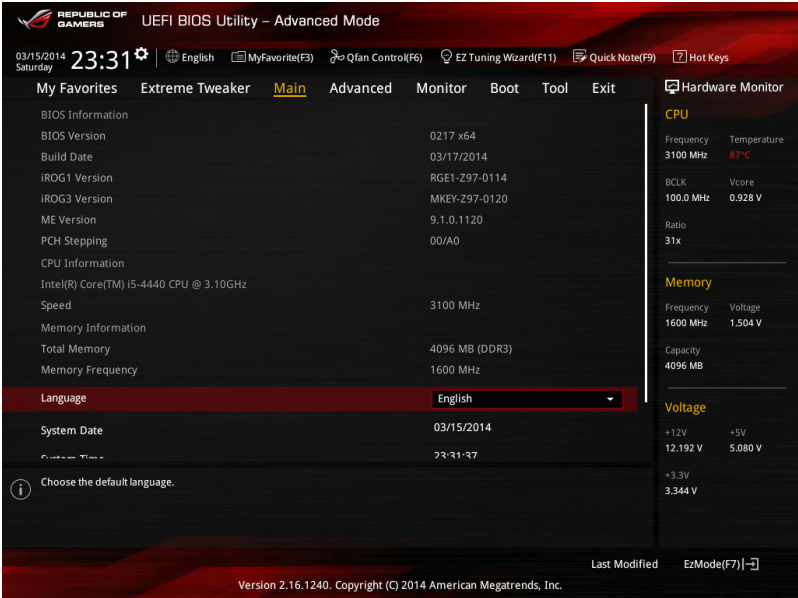 REPUBLIC OF
GAMERS
UEFI BIOS Utility – Advanced Mode
03/15/2014
Saturday
23:31
English
MyFavorite(F3)
Qfan Control(F6)
EZ Tuning Wizard(F11)
Quick Note(F9)
? Hot Keys
My Favorites Extreme Tweaker Main Advanced Monitor Boot Tool Exit
BIOS Information
BIOS Version 0217 x64
Build Date 03/17/2014
iROG1 Version RGE1-Z97-0114
iROG3 Version MKEY-Z97-0120
ME Version 9.1.0.1120
PCH Stepping 00/A0
CPU Information
Intel(R) Core(TM) i5-4440 CPU @ 3.10GHz
Speed 3100 MHz
Memory Information
Total Memory 4096 MB (DDR3)
Memory Frequency 1600 MHz
Language English
System Date 03/15/2014
System Time 23:31:37
i Choose the default language.
Hardware Monitor
CPU
Frequency Temperature
3100 MHz 87°C
BCLK Vcore
100.0 MHz 0.928 V
Ratio
31x
Memory
Frequency Voltage
1600 MHz 1.504 V
Capacity
4096 MB
Voltage
+12V +5V
12.192 V 5.080 V
+3.3V
3.344 V
Last Modified
EzMode(F7)
Version 2.16.1240. Copyright (C) 2014 American Megatrends, Inc.